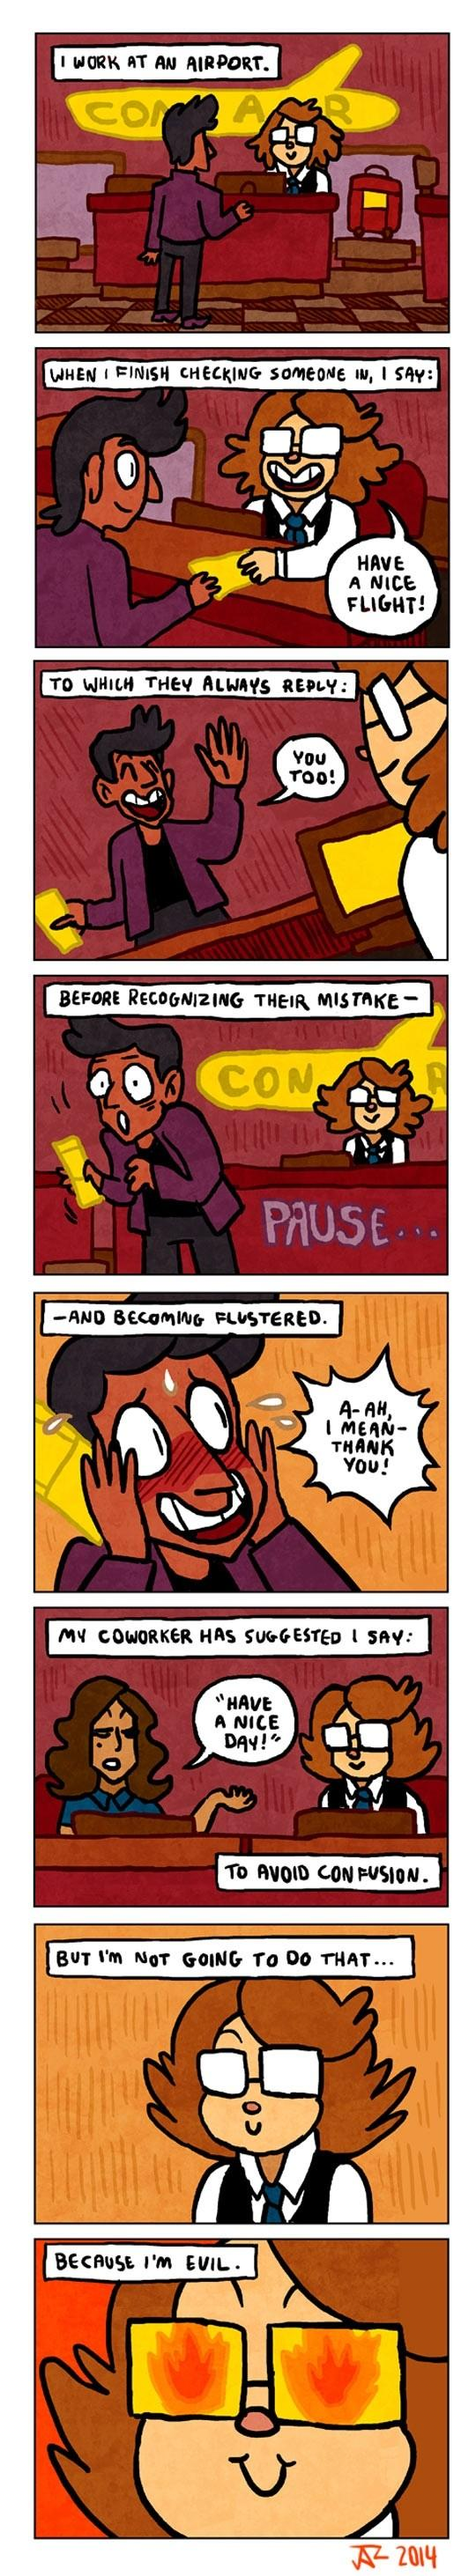 I WORK AT AN AIRPORT.
CON A R
WHEN I FINISH CHECKING SOMEONE IN, I SAY:
HAVE
A NICE
FLIGHT!
TO WHICH THEY ALWAYS REPLY:
YOU
TOO!
BEFORE RECOGNIZING THEIR MISTAKE—
CON R
PAUSE...
—AND BECOMING FLUSTERED.
A-AH,
I MEAN-
THANK
YOU!
MY COWORKER HAS SUGGESTED I SAY:
"HAVE
A NICE
DAY!"
TO AVOID CONFUSION.
BUT I'M NOT GOING TO DO THAT...
BECAUSE I'M EVIL.
2014